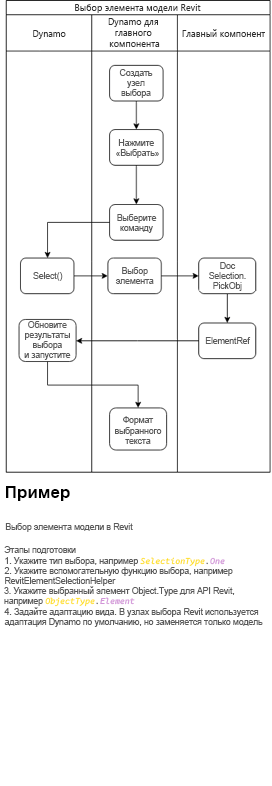 Выбор элемента модели Revit
Dynamo
Dynamo для
главного
компонента
Главный компонент
Создать
узел
выбора
Нажмите
«Выбрать»
Выберите
команду
Select()
Выбор
элемента
Doc
Selection.
PickObj
Обновите
результаты
выбора
и запустите
ElementRef
Формат
выбранного
текста
Пример
Выбор элемента модели в Revit
Этапы подготовки
1. Укажите тип выбора, например SelectionType.One
2. Укажите вспомогательную функцию выбора, например
RevitElementSelectionHelper
3. Укажите выбранный элемент Object.Type для API Revit,
например ObjectType.Element
4. Задайте адаптацию вида. В узлах выбора Revit используется
адаптация Dynamo по умолчанию, но заменяется только модель